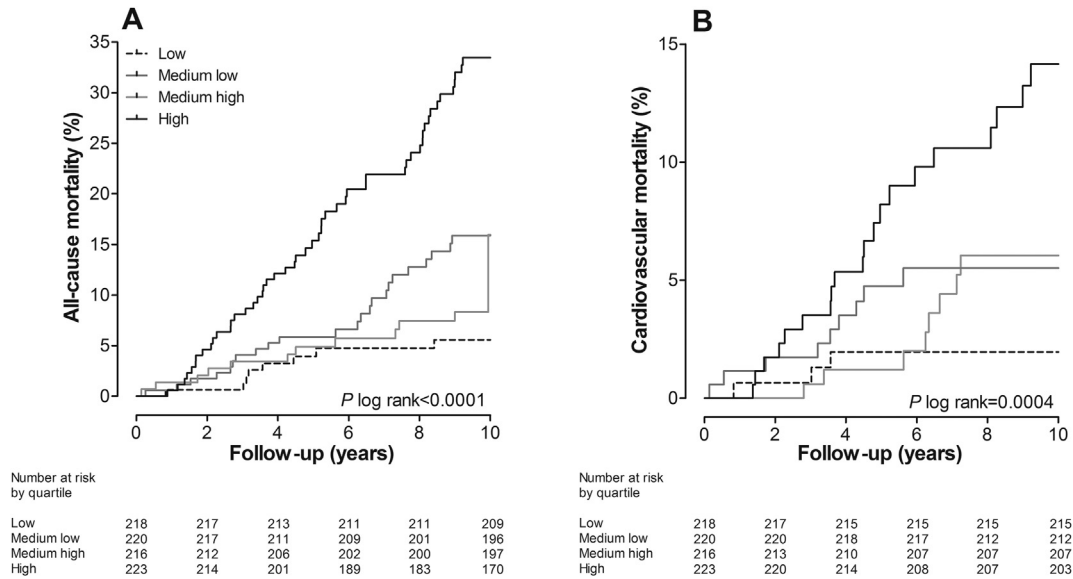 A
All-cause mortality (%)
35
30
25
20
15
10
5
0
Low
Medium low
Medium high
High
P log rank<0.0001
0 2 4 6 8 10
Follow-up (years)
Number at risk
by quartile
Low 218 217 213 211 211 209
Medium low 220 217 211 209 201 196
Medium high 216 212 206 202 200 197
High 223 214 201 189 183 170
B
Cardiovascular mortality (%)
15
10
5
0
P log rank=0.0004
0 2 4 6 8 10
Follow-up (years)
Number at risk
by quartile
Low 218 217 215 215 215 215
Medium low 220 220 218 217 212 212
Medium high 216 213 210 207 207 207
High 223 220 214 208 207 203